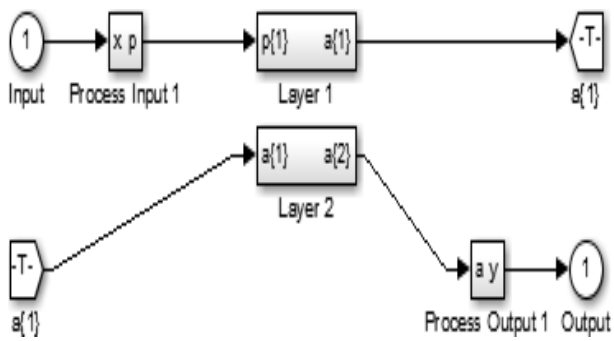 1 x p p{1} a{1} -T-
Input Process Input 1 Layer 1 a{1}
a{1} a{2}
Layer 2
-T- a y 1
a{1} Process Output 1 Output